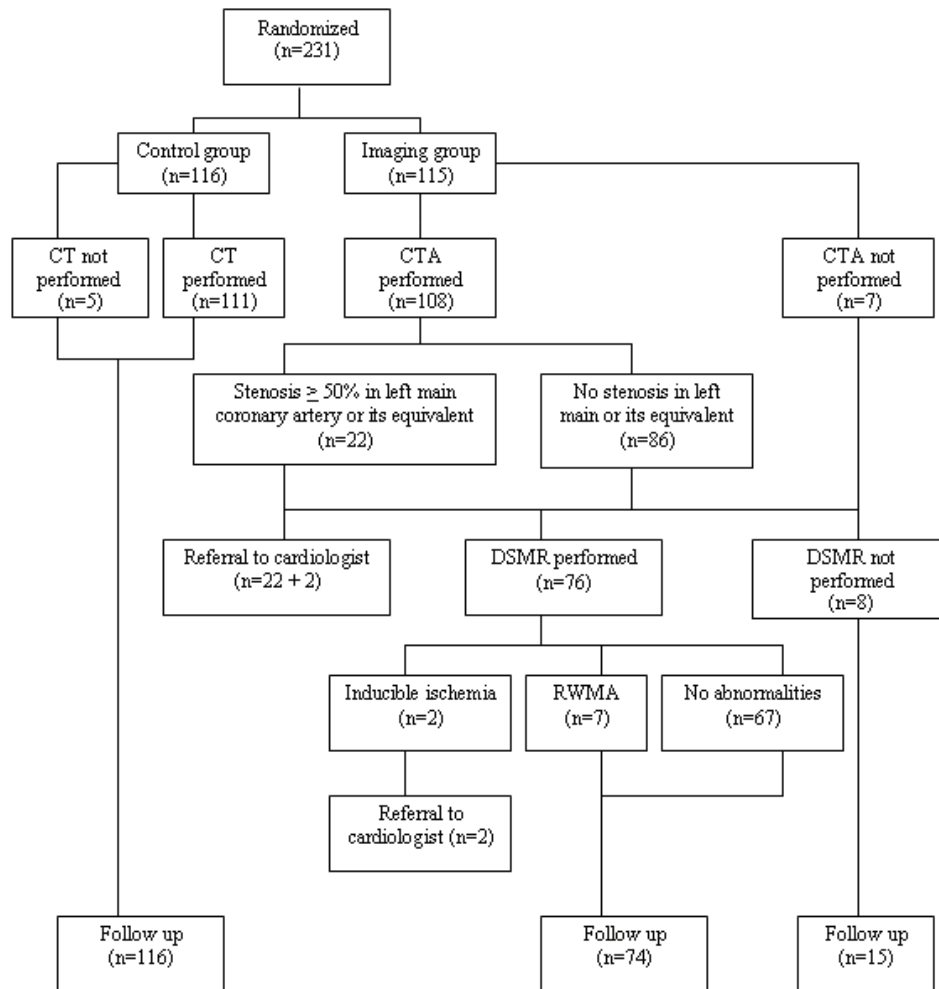 Randomized
(n=231)
Control group
(n=116)
Imaging group
(n=115)
CT not
performed
(n=5)
CT
performed
(n=111)
CTA
performed
(n=108)
CTA not
performed
(n=7)
Stenosis ≥ 50% in left main
coronary artery or its equivalent
(n=22)
No stenosis in left
main or its equivalent
(n=86)
Referral to cardiologist
(n=22 + 2)
DSMR performed
(n=76)
DSMR not
performed
(n=8)
Inducible ischemia
(n=2)
RWMA
(n=7)
No abnormalities
(n=67)
Referral to
cardiologist (n=2)
Follow up
(n=116)
Follow up
(n=74)
Follow up
(n=15)